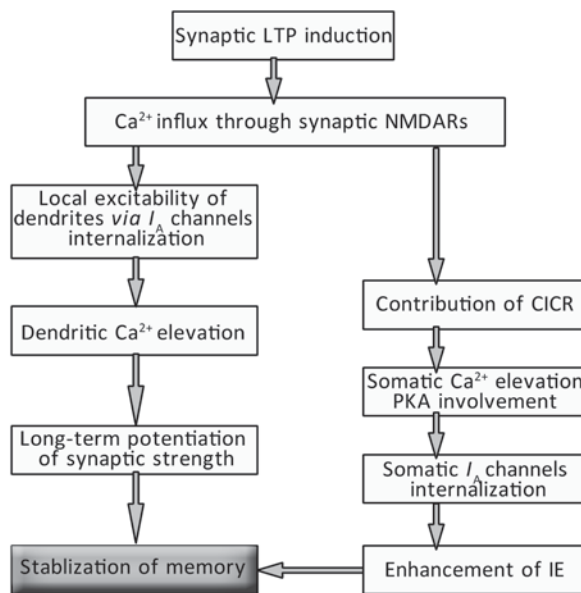 Synaptic LTP induction
Ca²⁺ influx through synaptic NMDARs
Local excitability of
dendrites via I_A channels
internalization
Dendritic Ca²⁺ elevation
Long-term potentiation
of synaptic strength
Stablization of memory
Contribution of CICR
Somatic Ca²⁺ elevation
PKA involvement
Somatic I_A channels
internalization
Enhancement of IE